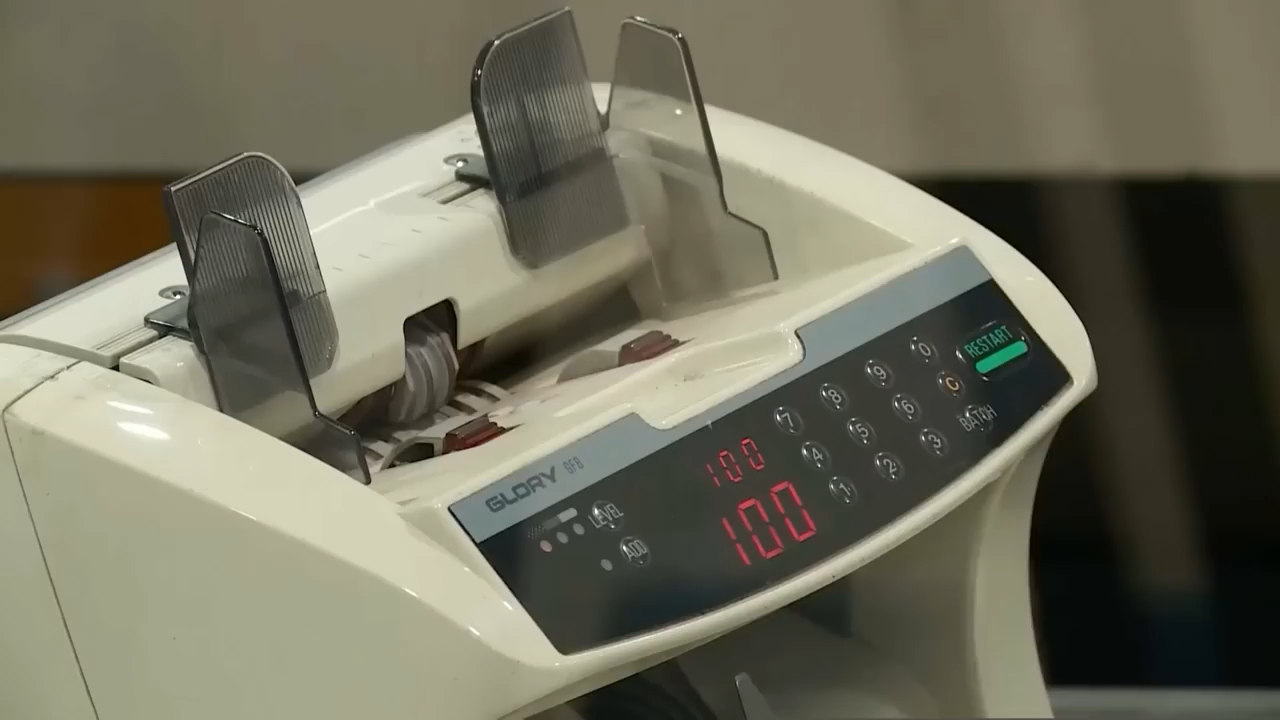 GLORY GFB
LEVEL
ADD
100
100
7 8 9 0
4 5 6 C
1 2 3
RESTART
BATCH